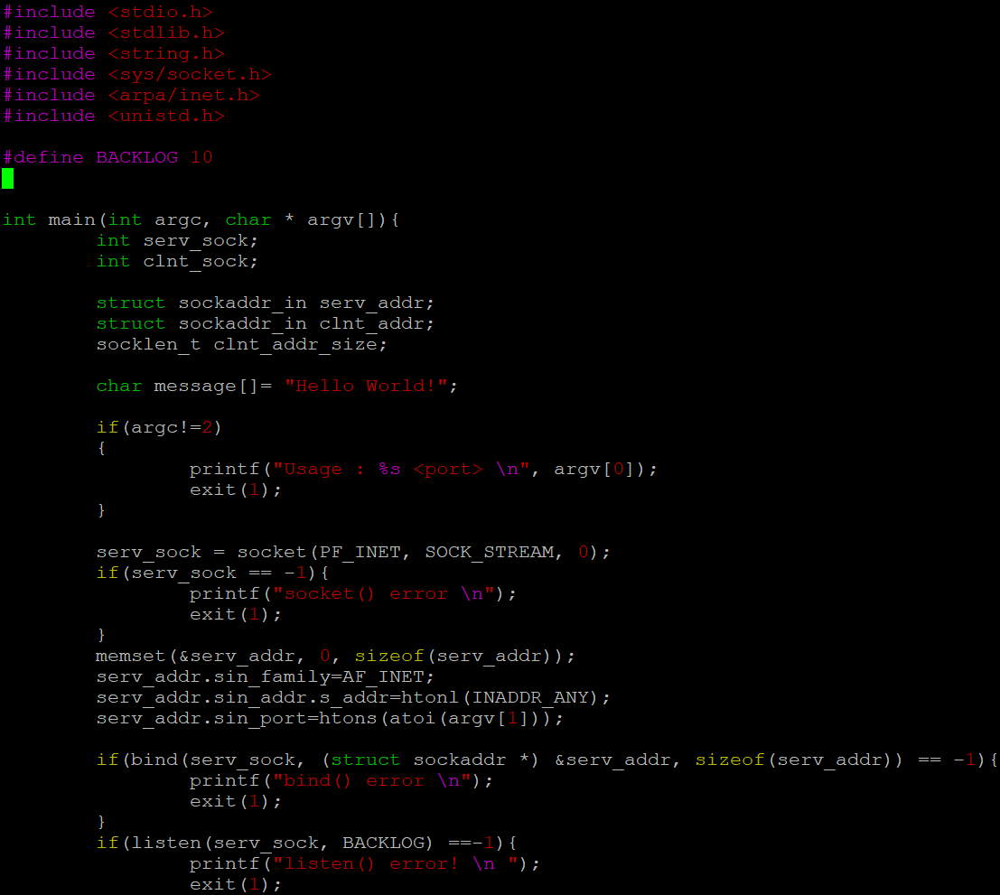 #include <stdio.h>
#include <stdlib.h>
#include <string.h>
#include <sys/socket.h>
#include <arpa/inet.h>
#include <unistd.h>

#define BACKLOG 10

int main(int argc, char * argv[]){
        int serv_sock;
        int clnt_sock;

        struct sockaddr_in serv_addr;
        struct sockaddr_in clnt_addr;
        socklen_t clnt_addr_size;

        char message[]= "Hello World!";

        if(argc!=2)
        {
                printf("Usage : %s <port> \n", argv[0]);
                exit(1);
        }

        serv_sock = socket(PF_INET, SOCK_STREAM, 0);
        if(serv_sock == -1){
                printf("socket() error \n");
                exit(1);
        }
        memset(&serv_addr, 0, sizeof(serv_addr));
        serv_addr.sin_family=AF_INET;
        serv_addr.sin_addr.s_addr=htonl(INADDR_ANY);
        serv_addr.sin_port=htons(atoi(argv[1]));

        if(bind(serv_sock, (struct sockaddr *) &serv_addr, sizeof(serv_addr)) == -1){
                printf("bind() error \n");
                exit(1);
        }
        if(listen(serv_sock, BACKLOG) ==-1){
                printf("listen() error! \n ");
                exit(1);